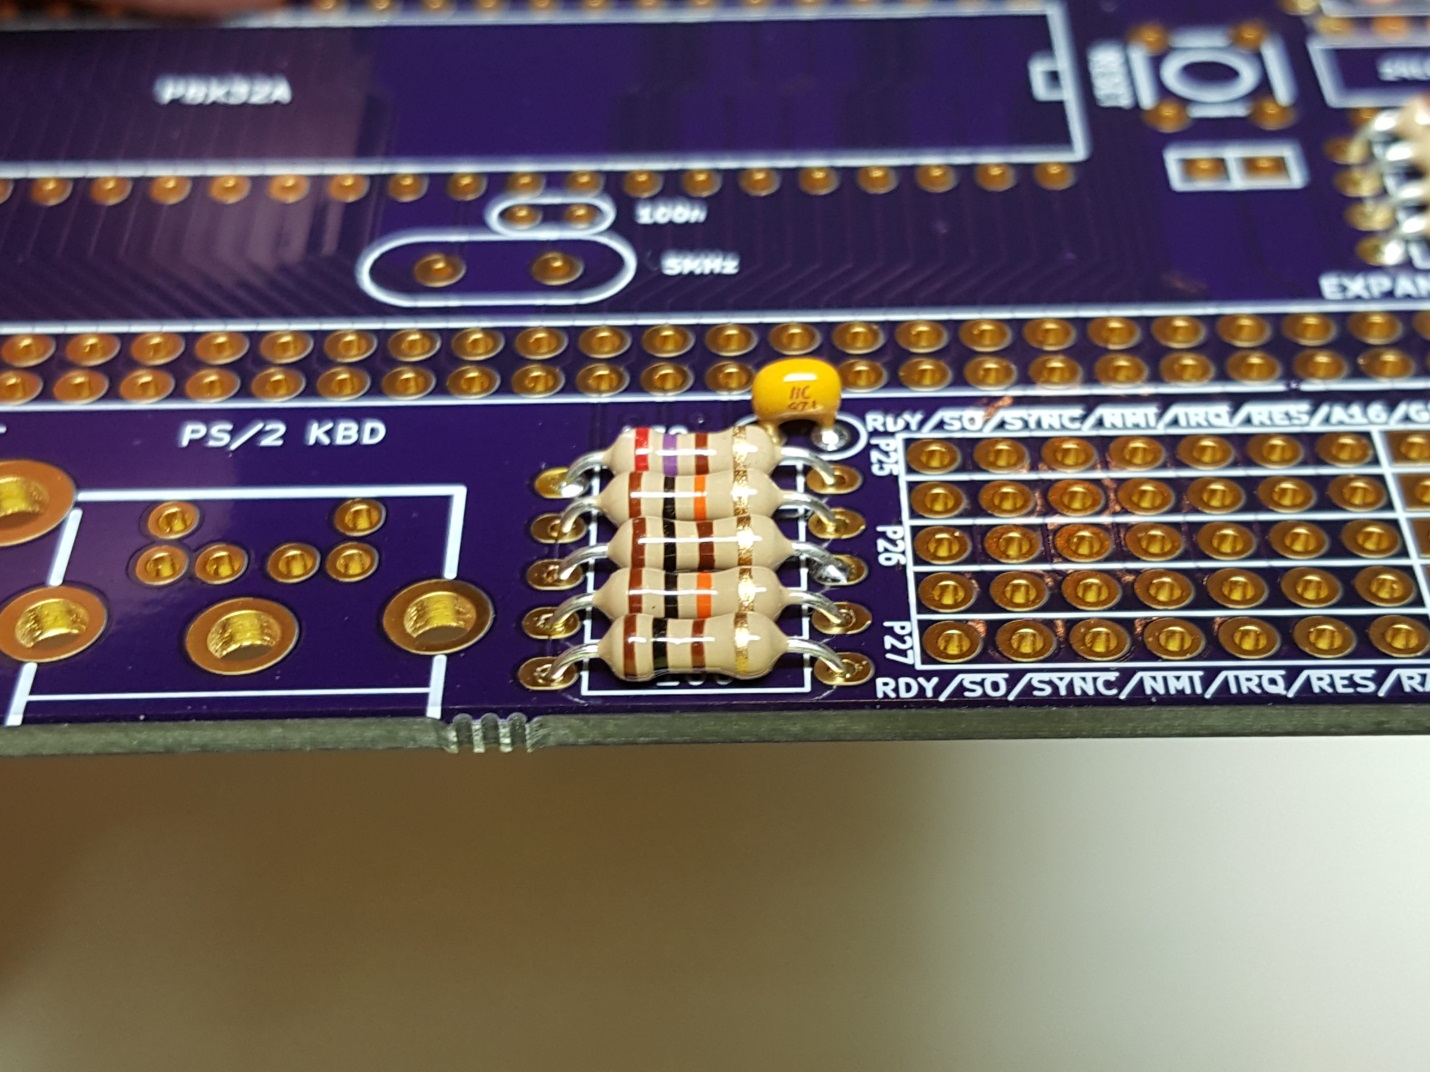 P8X32A
RESET
100n
5MHz
EXPAN
PS/2 KBD
RDY/SO/SYNC/NMI/IRQ/RES/A16/G
P25
P26
P27
RDY/SO/SYNC/NMI/IRQ/RES/R